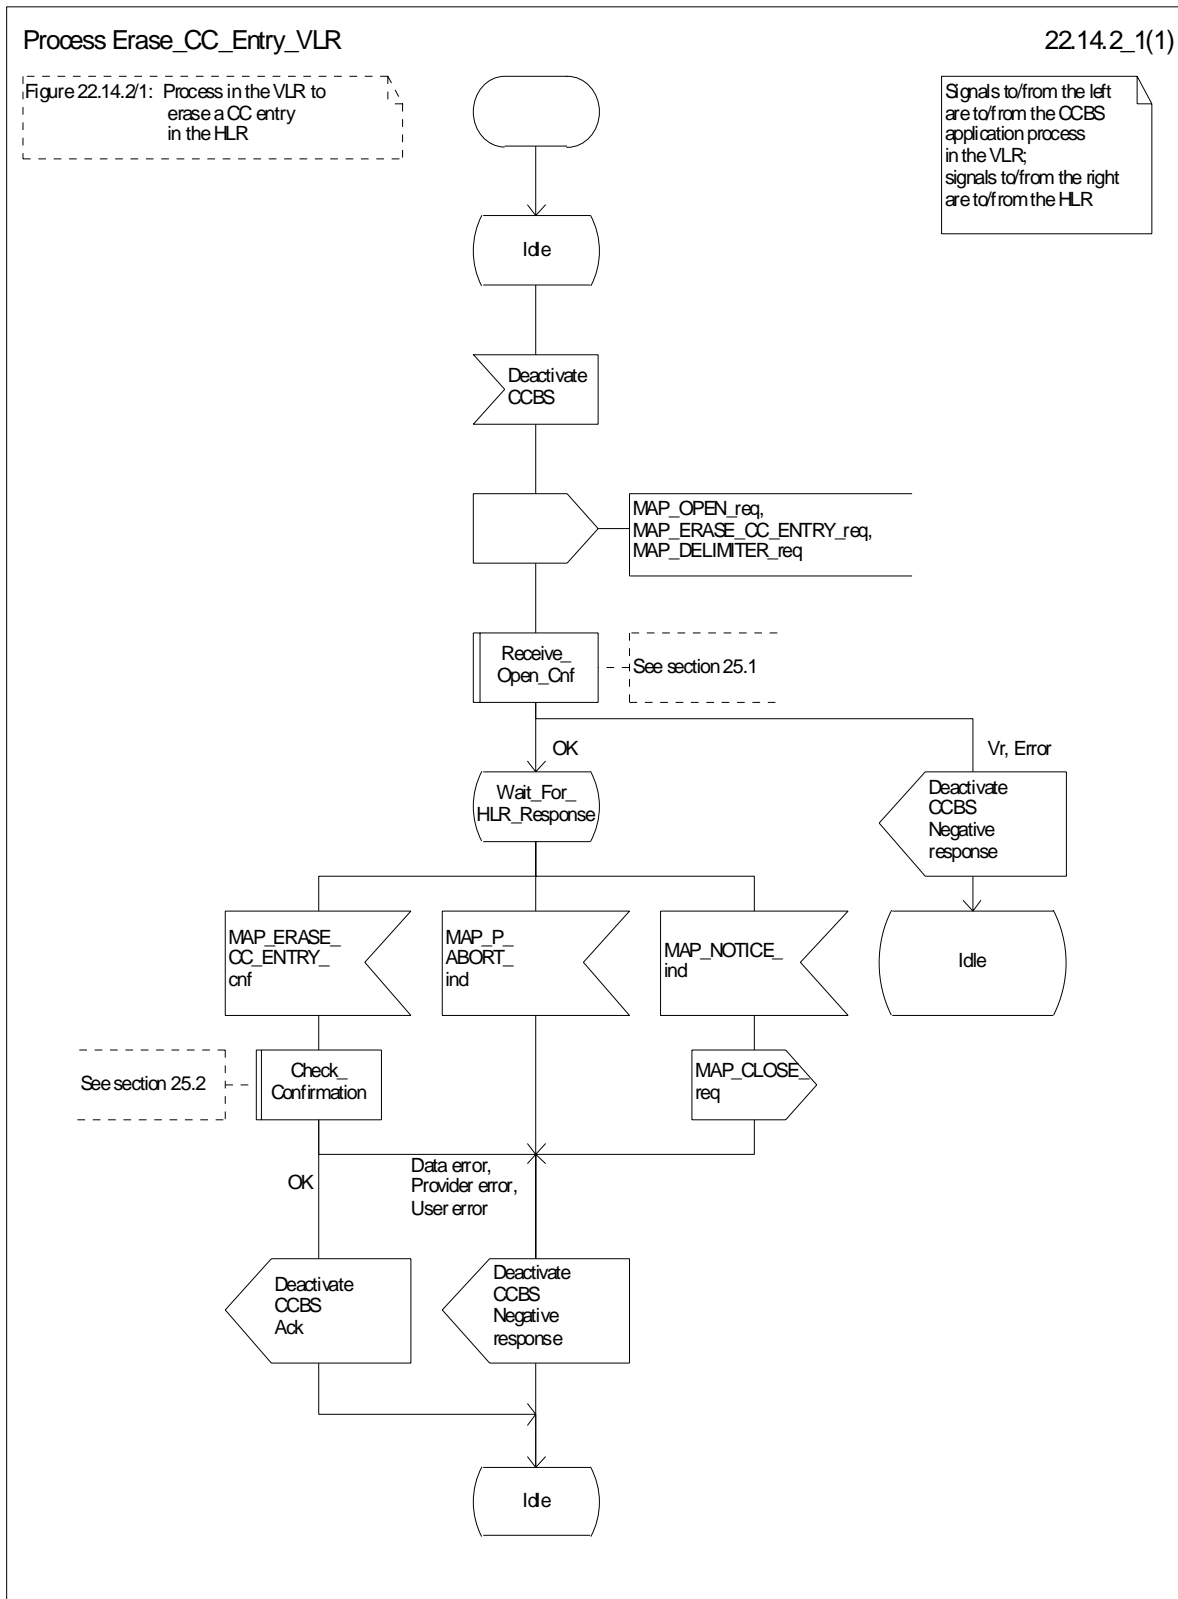 Process Erase_CC_Entry_VLR
22.14.2_1(1)
Figure 22.14.2/1: Process in the VLR to
erase a CC entry
in the HLR
Signals to/from the left
are to/from the CCBS
application process
in the VLR;
signals to/from the right
are to/from the HLR
Idle
Deactivate
CCBS
MAP_OPEN_req,
MAP_ERASE_CC_ENTRY_req,
MAP_DELIMITER_req
Receive_
Open_Cnf
See section 25.1
OK
Vr, Error
Wait_For_
HLR_Response
Deactivate
CCBS
Negative
response
MAP_ERASE_
CC_ENTRY_
cnf
MAP_P_
ABORT_
ind
MAP_NOTICE_
ind
Idle
See section 25.2
Check_
Confirmation
MAP_CLOSE_
req
OK
Data error,
Provider error,
User error
Deactivate
CCBS
Ack
Deactivate
CCBS
Negative
response
Idle